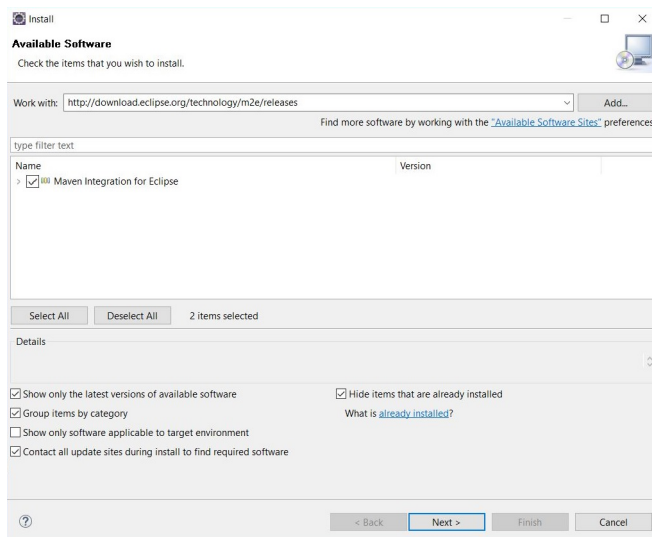 Install
Available Software
Check the items that you wish to install.
Work with: http://download.eclipse.org/technology/m2e/releases Add...
Find more software by working with the "Available Software Sites" preferences
type filter text
Name Version
Maven Integration for Eclipse
Select All Deselect All 2 items selected
Details
Show only the latest versions of available software Hide items that are already installed
Group items by category What is already installed?
Show only software applicable to target environment
Contact all update sites during install to find required software
? < Back Next > Finish Cancel